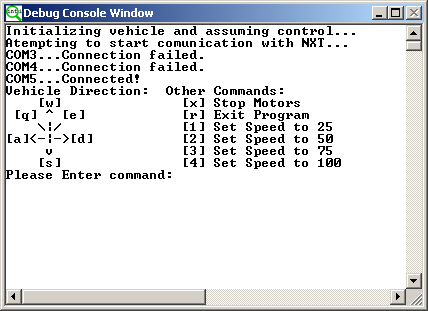 Debug Console Window
Initializing vehicle and assuming control...
Atempting to start comunication with NXT...
COM3...Connection failed.
COM4...Connection failed.
COM5...Connected!
Vehicle Direction:  Other Commands:
     [w]               [x] Stop Motors
 [q] ^ [e]             [r] Exit Program
    \¦/                [1] Set Speed to 25
[a]<-¦->[d]            [2] Set Speed to 50
     v                 [3] Set Speed to 75
    [s]                [4] Set Speed to 100
Please Enter command: